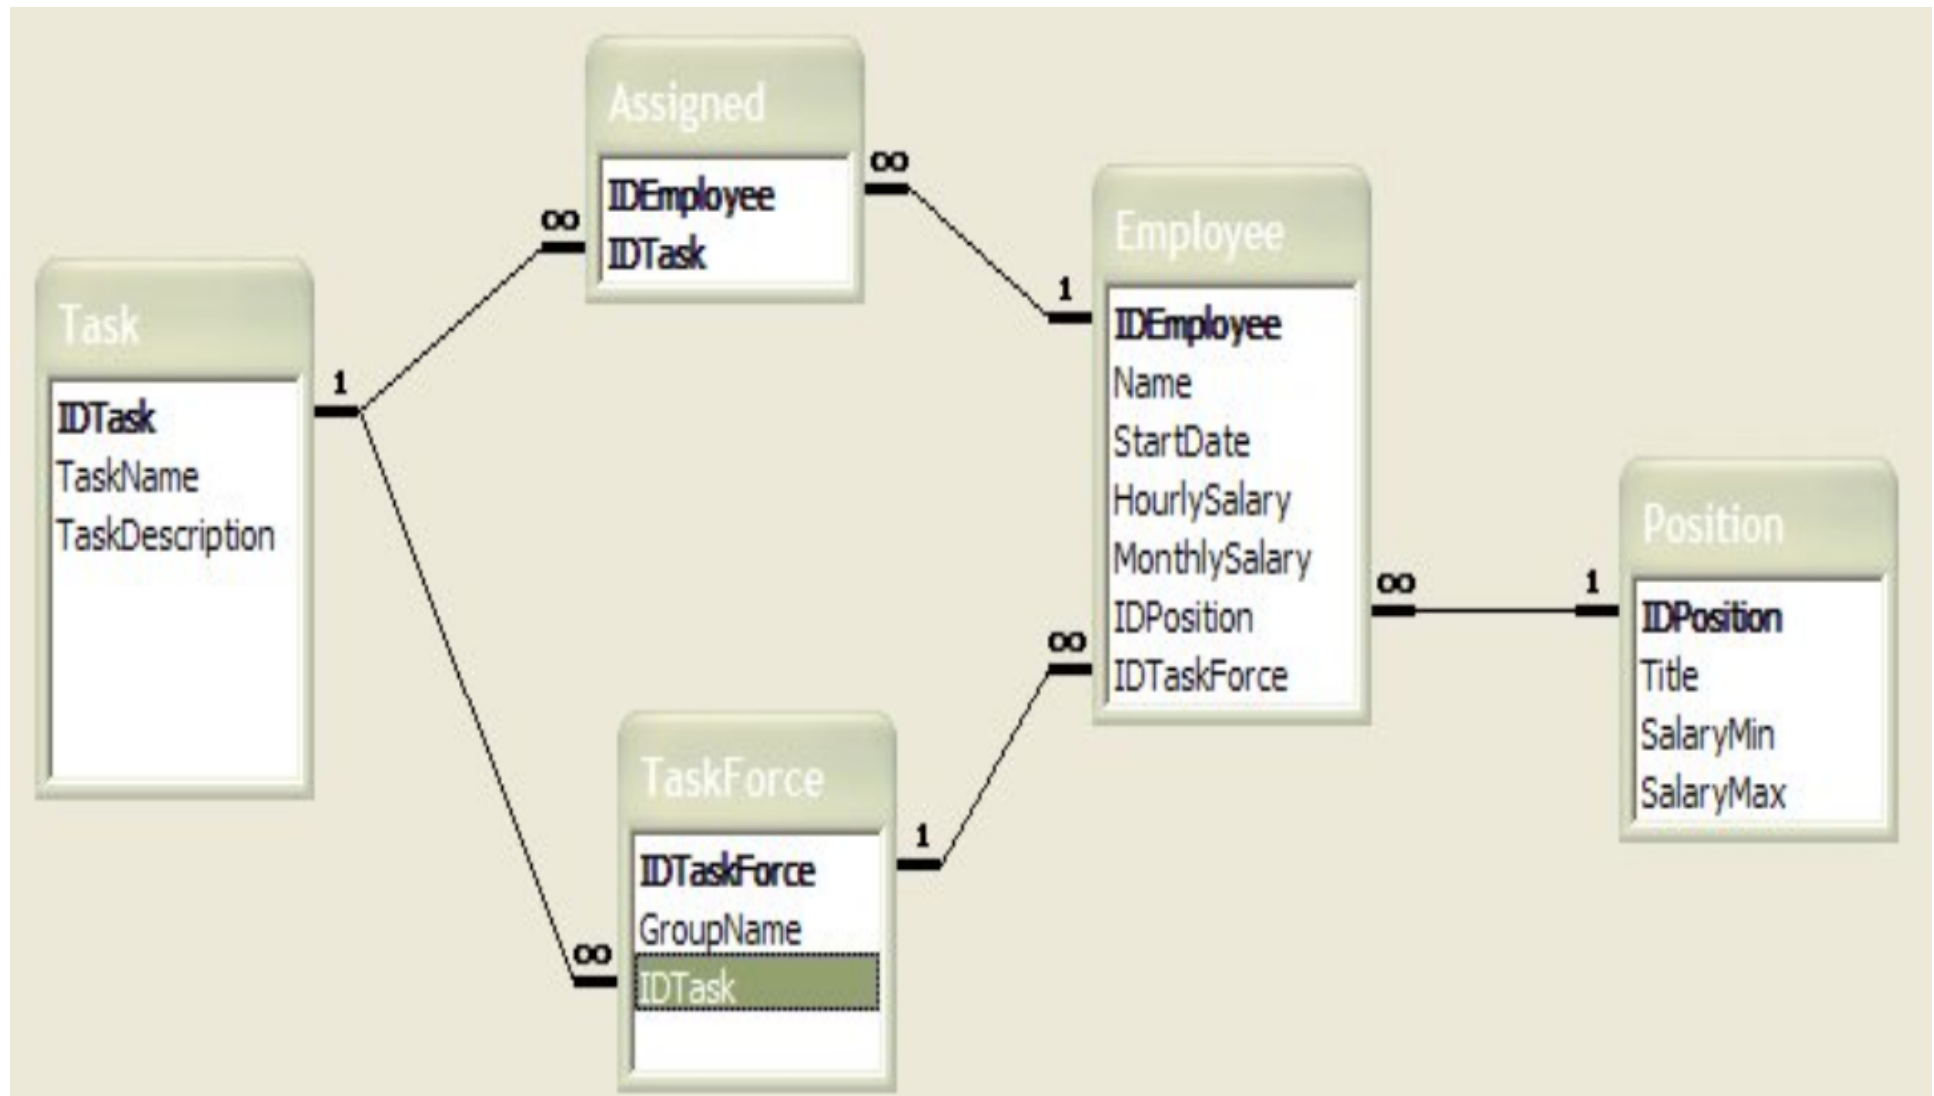 Task
IDTask
TaskName
TaskDescription
1
∞
∞
Assigned
IDEmployee
IDTask
∞
1
TaskForce
IDTaskForce
GroupName
IDTask
1
∞
Employee
IDEmployee
Name
StartDate
HourlySalary
MonthlySalary
IDPosition
IDTaskForce
∞
1
Position
IDPosition
Title
SalaryMin
SalaryMax